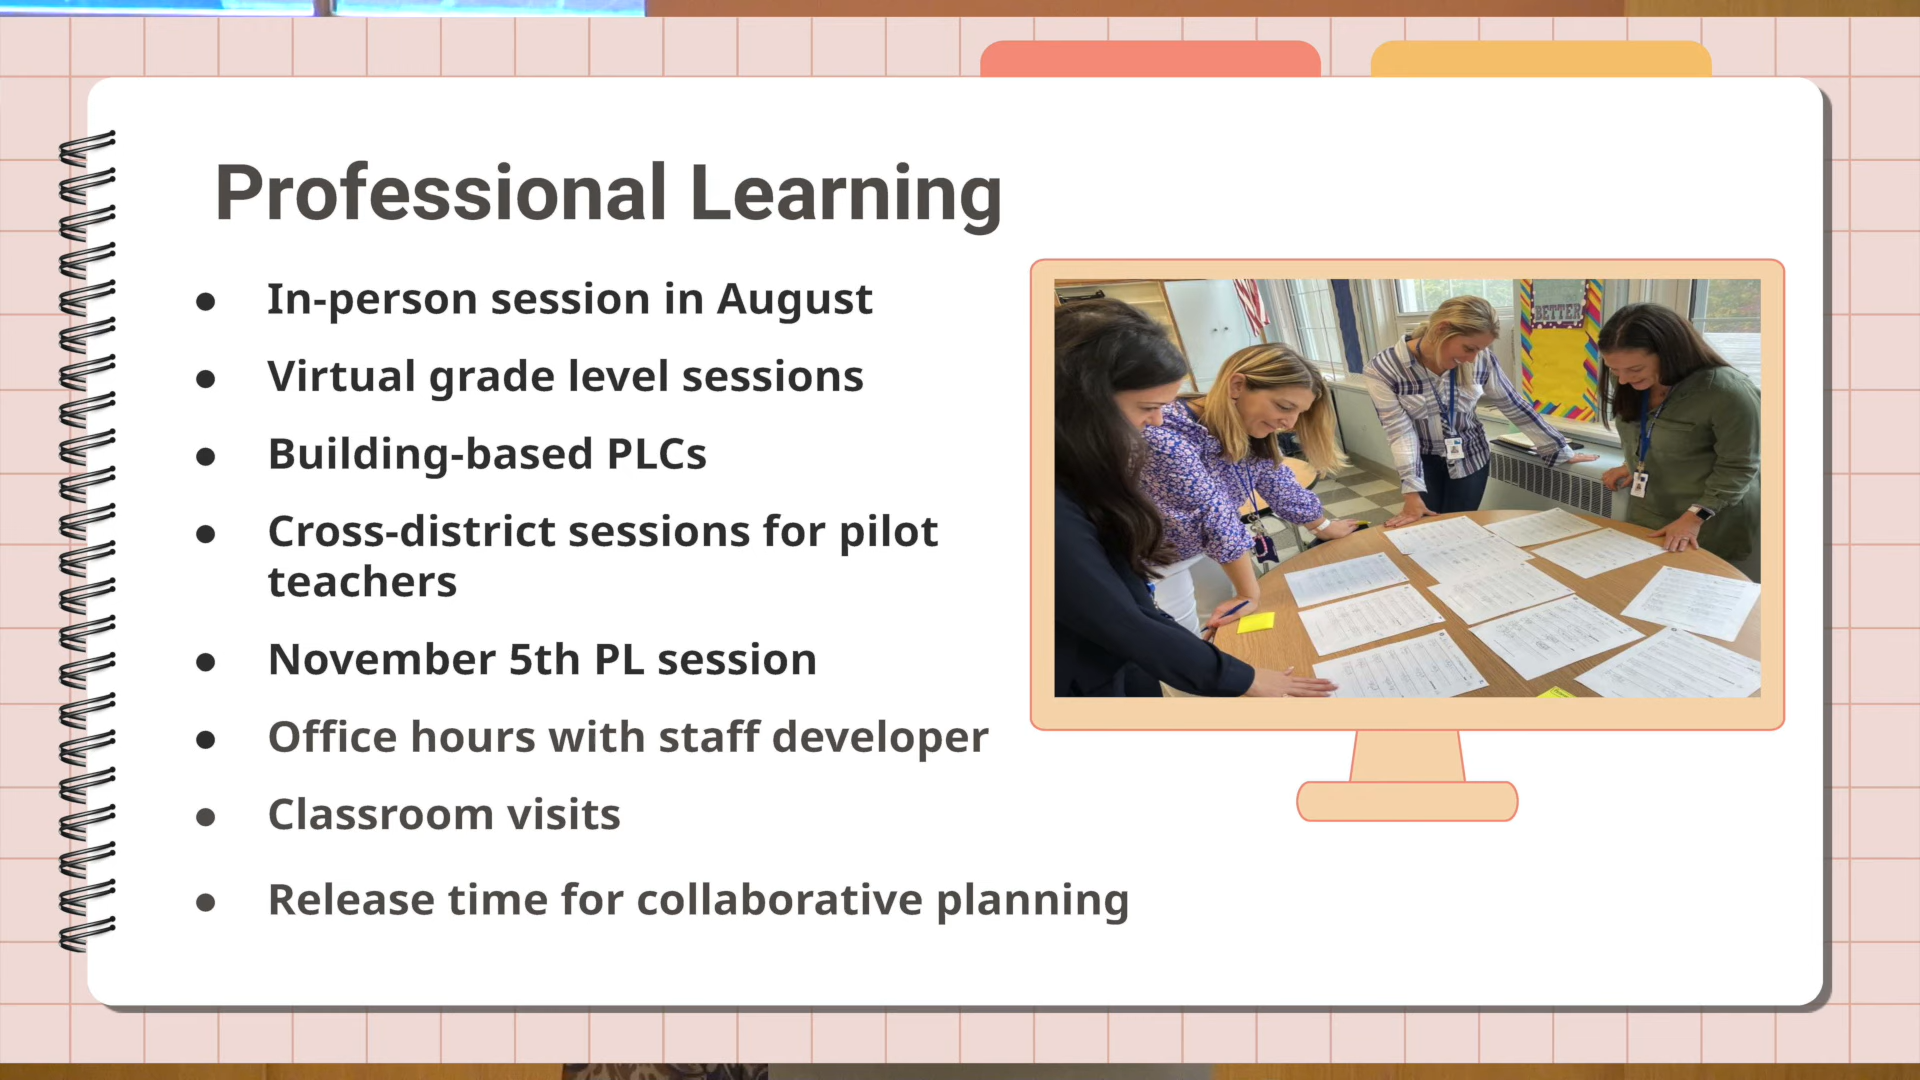 Professional Learning
● In-person session in August
● Virtual grade level sessions
● Building-based PLCs
● Cross-district sessions for pilot
teachers
● November 5th PL session
● Office hours with staff developer
● Classroom visits
● Release time for collaborative planning
BETTER